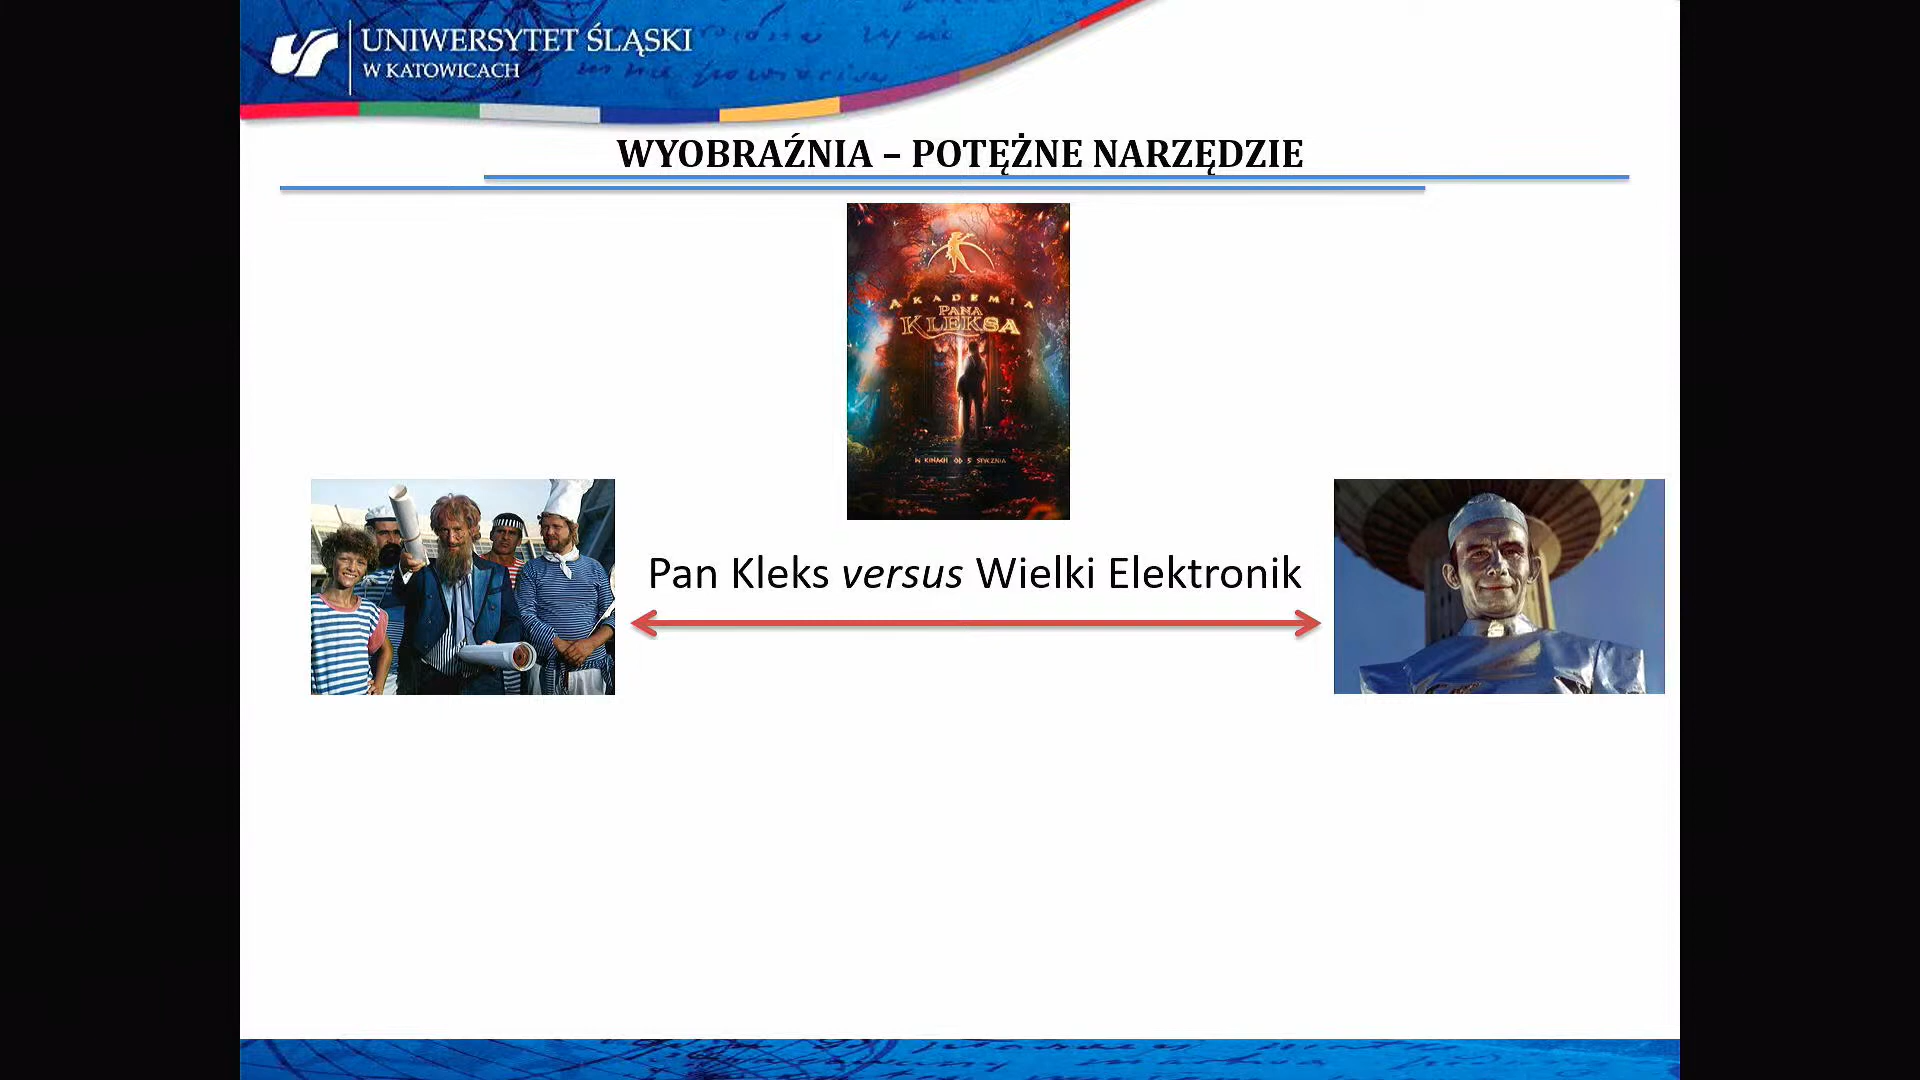 UNIWERSYTET ŚLĄSKI
W KATOWICACH
WYOBRAŹNIA – POTĘŻNE NARZĘDZIE
AKADEMIA
PANA
KLEKSA
W KINACH OD 5 STYCZNIA
Pan Kleks versus Wielki Elektronik